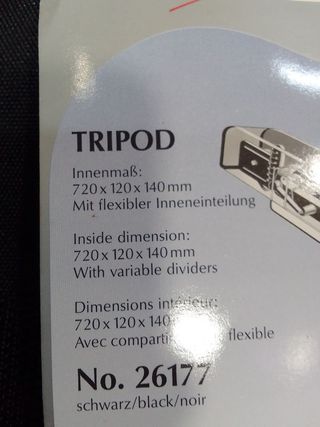 TRIPOD
Innenmaß:
720 x 120 x 140 mm
Mit flexibler Inneneinteilung
Inside dimension:
720 x 120 x 140 mm
With variable dividers
Dimensions intérieur:
720 x 120 x 140
Avec flexible
No. 26177
schwarz/black/noir